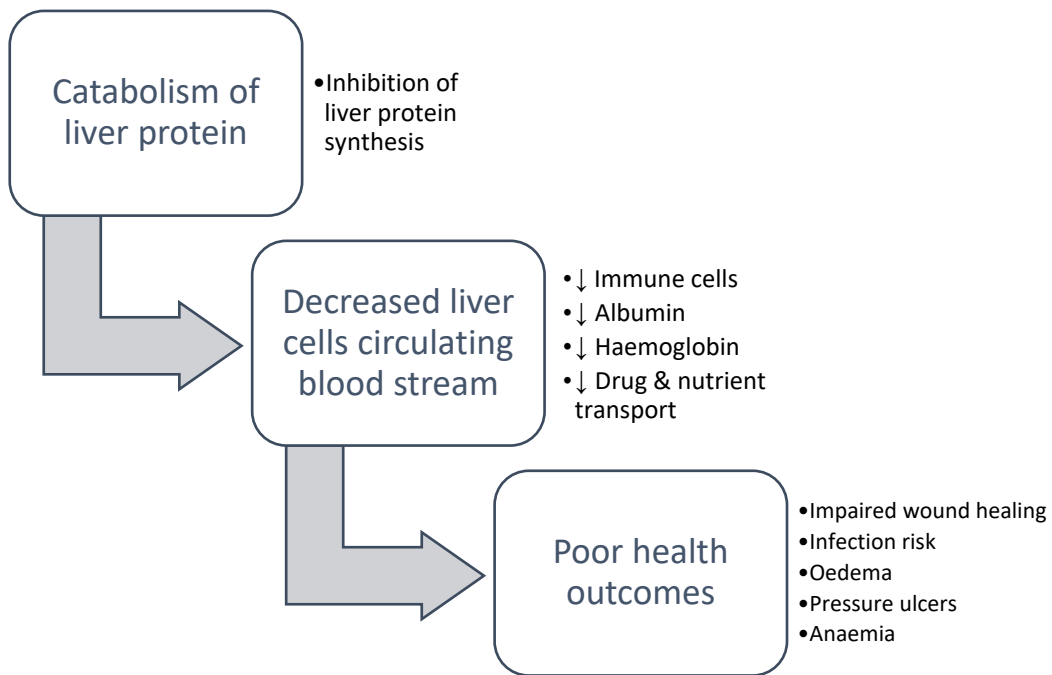 Catabolism of
liver protein
•Inhibition of
liver protein
synthesis
Decreased liver
cells circulating
blood stream
•↓ Immune cells
•↓ Albumin
•↓ Haemoglobin
•↓ Drug & nutrient
transport
Poor health
outcomes
•Impaired wound healing
•Infection risk
•Oedema
•Pressure ulcers
•Anaemia